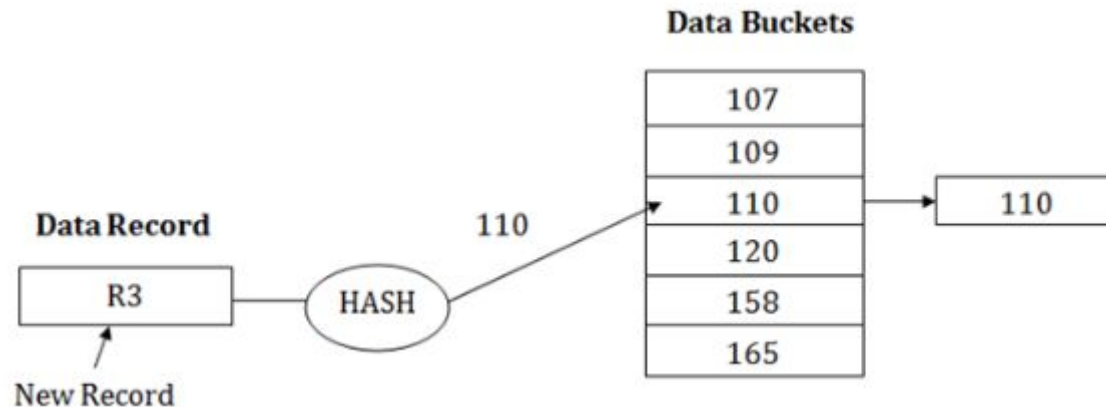 Data Buckets
107
109
110
120
158
165
110
110
Data Record
R3
HASH
New Record